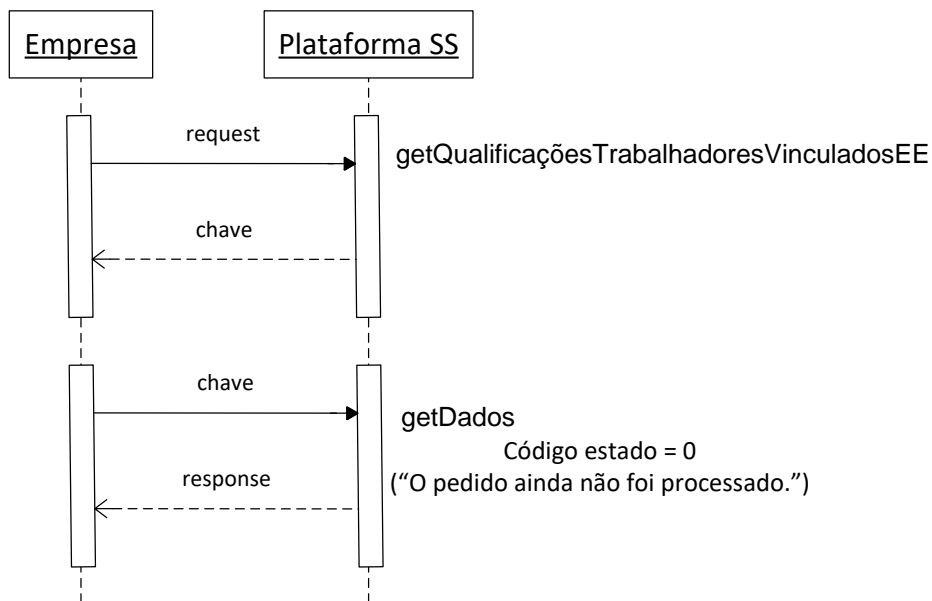 Empresa
Plataforma SS
request
getQualificaçõesTrabalhadoresVinculadosEE
chave
chave
getDados
Código estado = 0
response
(“O pedido ainda não foi processado.”)